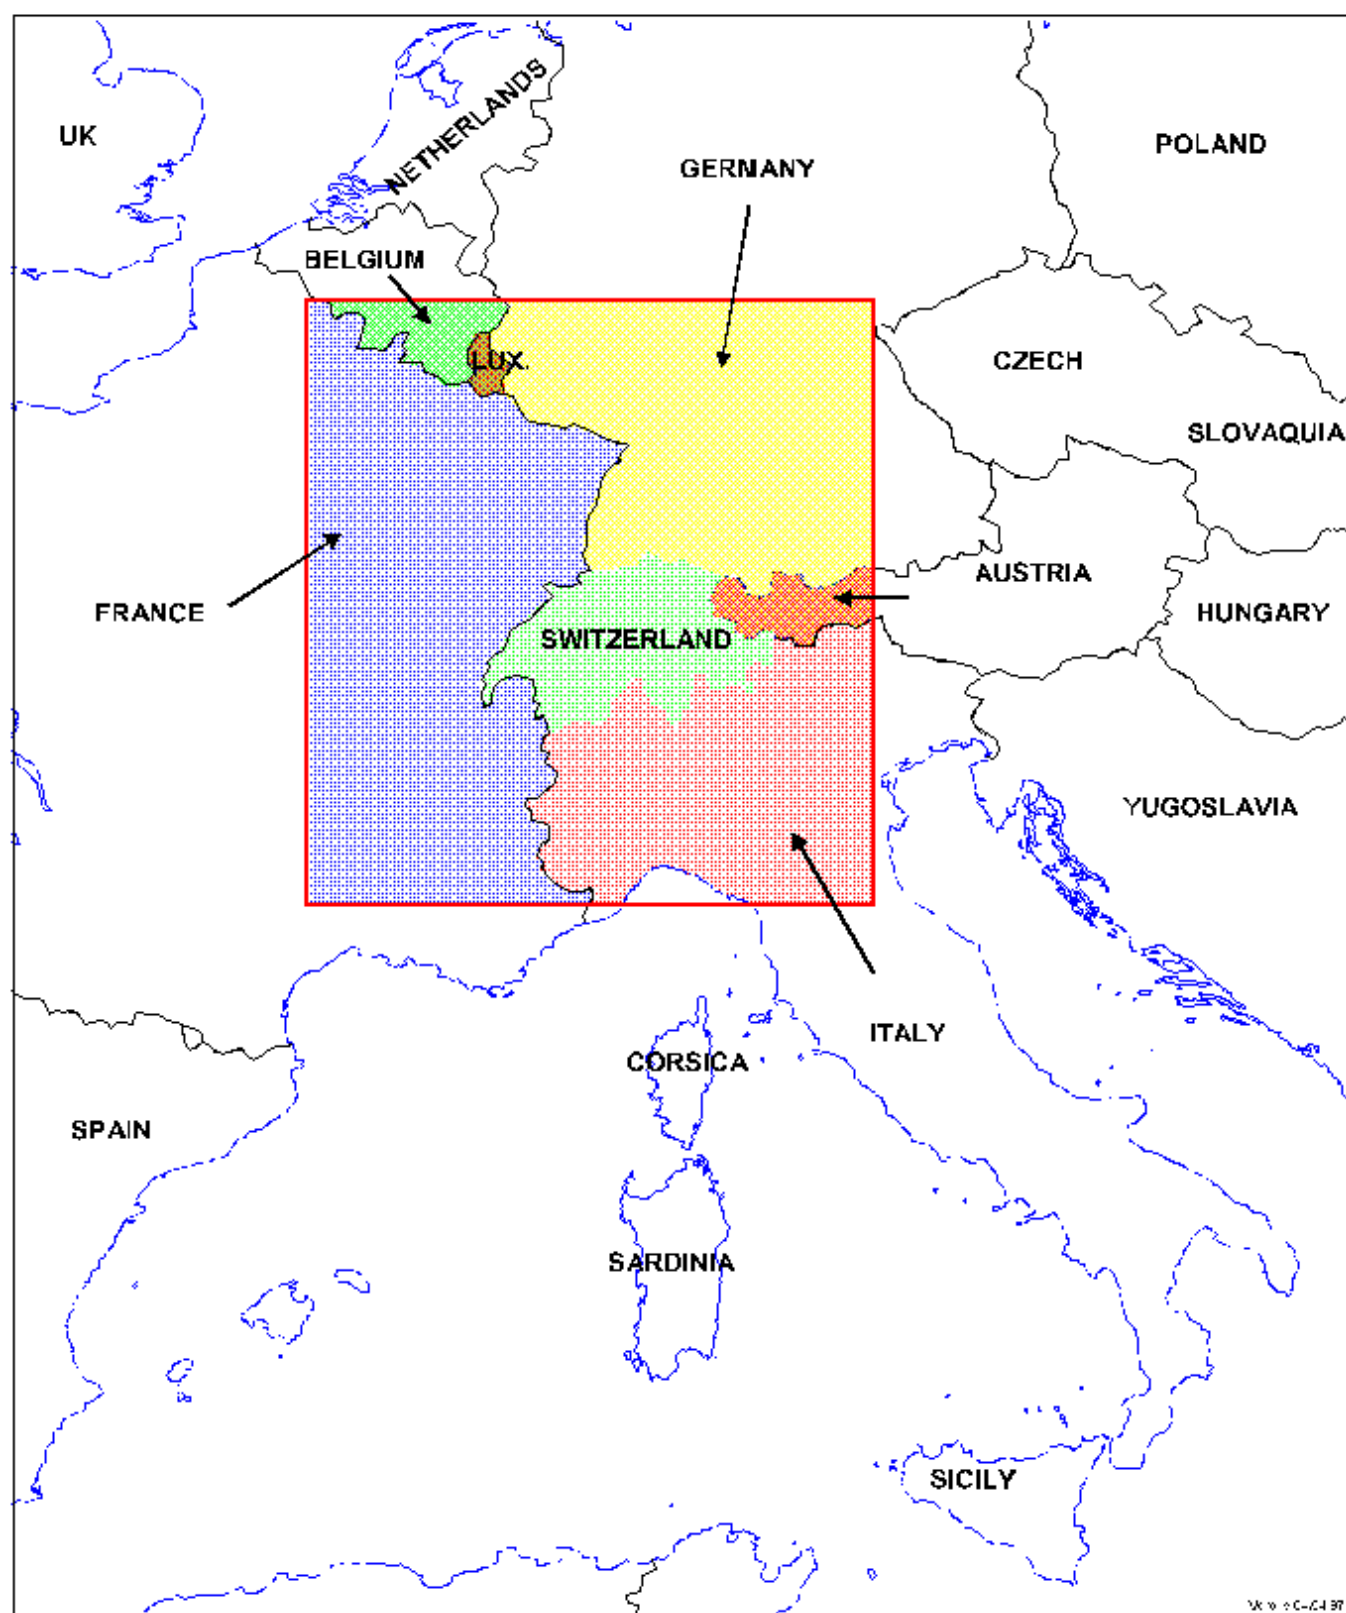 UK
NETHERLANDS
GERMANY
POLAND
BELGIUM
LUX.
CZECH
SLOVAQUIA
AUSTRIA
FRANCE
SWITZERLAND
HUNGARY
YUGOSLAVIA
ITALY
CORSICA
SPAIN
SARDINIA
SICILY